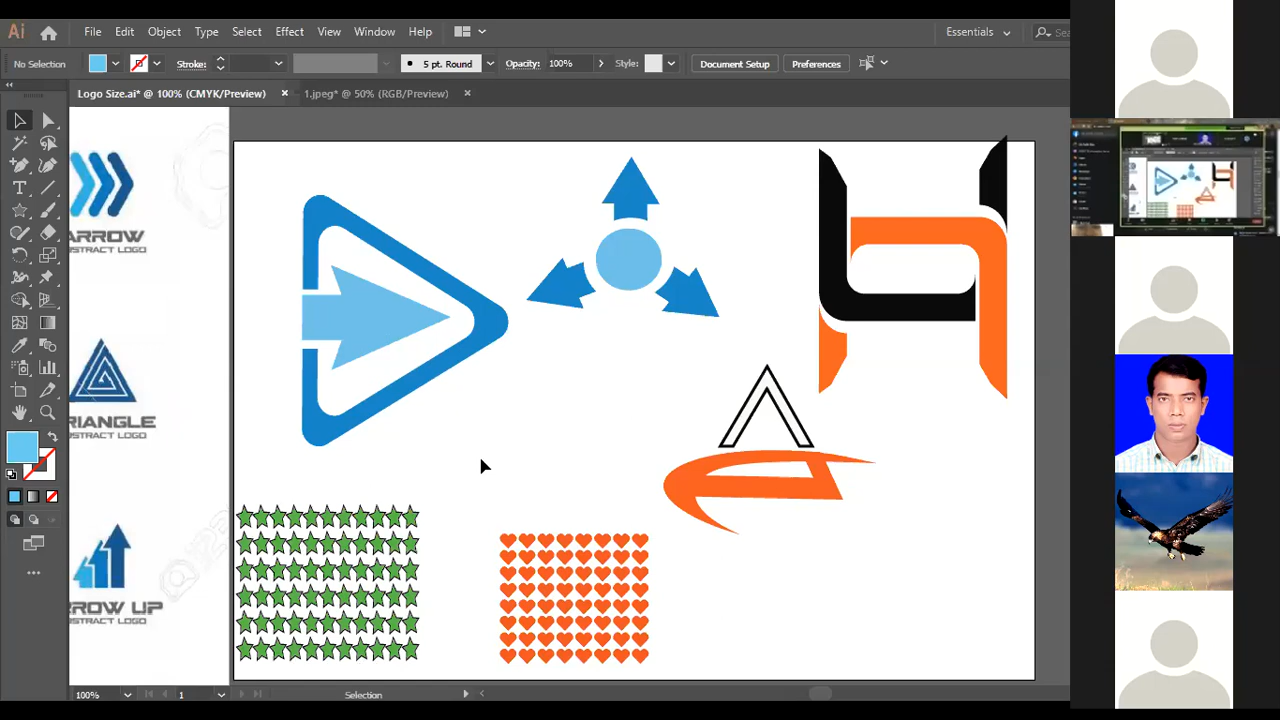 Ai File Edit Object Type Select Effect View Window Help Essentials
No Selection Stroke: 5 pt. Round Opacity: 100% Style: Document Setup Preferences
Logo Size.ai* @ 100% (CMYK/Preview) × 1.jpeg* @ 50% (RGB/Preview) ×
ARROW
ABSTRACT LOGO
TRIANGLE
ABSTRACT LOGO
ARROW UP
ABSTRACT LOGO
100% 1 Selection